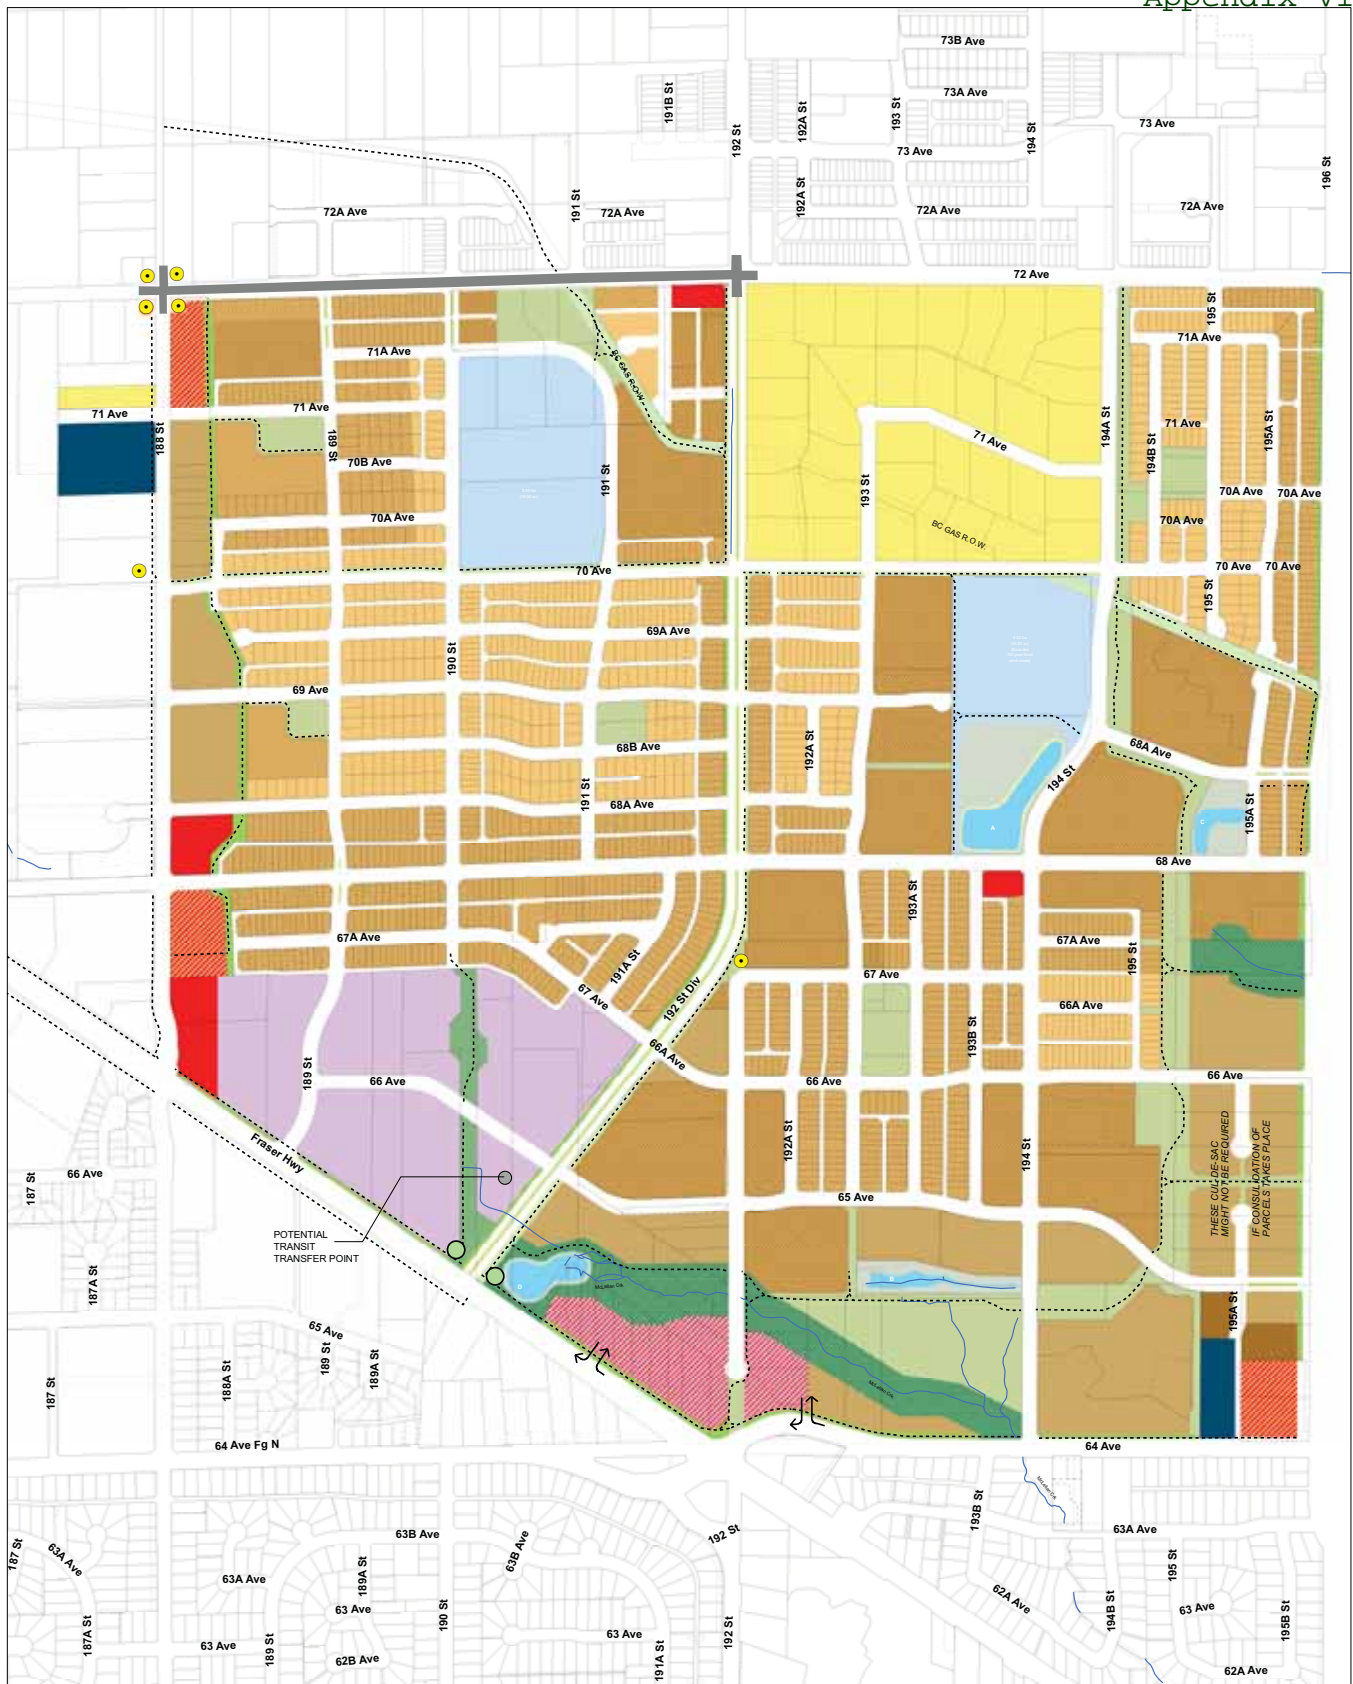 Appendix VI
73B Ave
73A Ave
191B St
192A St
193 St
73 Ave
192 St
194 St
73 Ave
196 St
192A St
72A Ave
191 St
72A Ave
72A Ave
72A Ave
72 Ave
195 St
71A Ave
71A Ave
BC GAS R.O.W.
71 Ave
71 Ave
188 St
189 St
71 Ave
194A St
71 Ave
194B St
195A St
70B Ave
191 St
193 St
70A Ave
70A Ave
70A Ave
70A Ave
BC GAS R.O.W.
70 Ave
70 Ave
70 Ave
195 St
69A Ave
190 St
69 Ave
68B Ave
192A St
68A Ave
194 St
191 St
68A Ave
195A St
A
C
68 Ave
193A St
67A Ave
67A Ave
195 St
191A St
67 Ave
67 Ave
192 St Div
66A Ave
193B St
66A Ave
189 St
66 Ave
66 Ave
66 Ave
THESE CUL-DE-SAC
MIGHT NOT BE REQUIRED
IF CONSULIDATION OF
PARCELS TAKES PLACE
192A St
194 St
Fraser Hwy
66 Ave
187 St
65 Ave
POTENTIAL
TRANSIT
TRANSFER POINT
187A St
McLellan Ck.
195A St
65 Ave
189 St
189A St
188A St
187 St
McLellan Ck.
64 Ave Fg N
64 Ave
McLellan Ck.
193B St
63B Ave
63B Ave
192 St
63A Ave
187 St
63A Ave
195 St
63A Ave
189A St
62A Ave
194B St
63 Ave
190 St
63 Ave
195B St
187A St
63 Ave
189 St
63 Ave
192 St
62B Ave
191A St
62A Ave